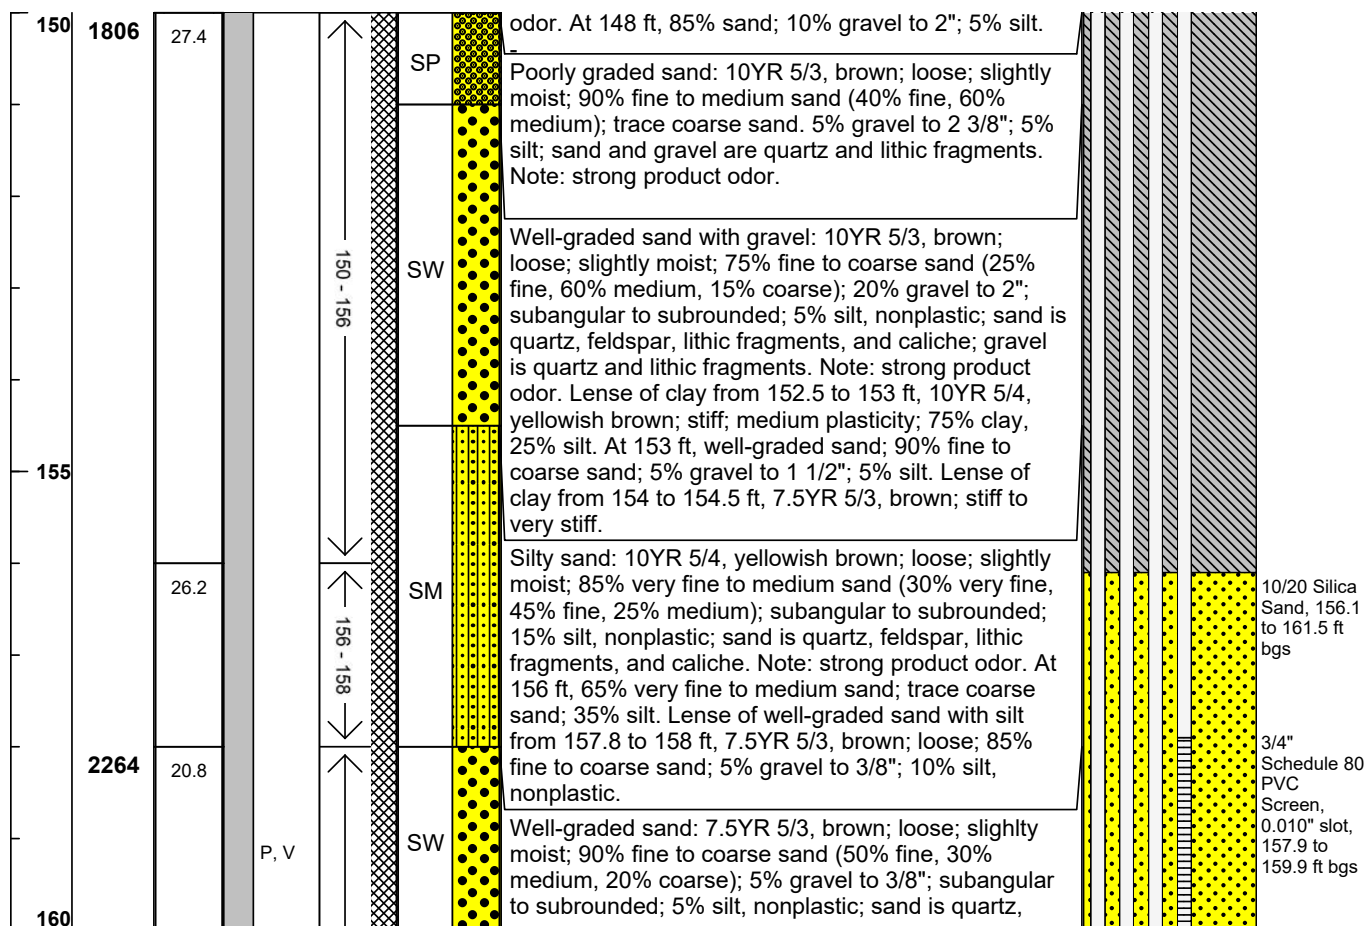 150
1806
27.4
SP
odor. At 148 ft, 85% sand; 10% gravel to 2"; 5% silt.
-
Poorly graded sand: 10YR 5/3, brown; loose; slightly
moist; 90% fine to medium sand (40% fine, 60%
medium); trace coarse sand. 5% gravel to 2 3/8"; 5%
silt; sand and gravel are quartz and lithic fragments.
Note: strong product odor.
150 - 156
SW
Well-graded sand with gravel: 10YR 5/3, brown;
loose; slightly moist; 75% fine to coarse sand (25%
fine, 60% medium, 15% coarse); 20% gravel to 2";
subangular to subrounded; 5% silt, nonplastic; sand is
quartz, feldspar, lithic fragments, and caliche; gravel
is quartz and lithic fragments. Note: strong product
odor. Lense of clay from 152.5 to 153 ft, 10YR 5/4,
yellowish brown; stiff; medium plasticity; 75% clay,
25% silt. At 153 ft, well-graded sand; 90% fine to
coarse sand; 5% gravel to 1 1/2"; 5% silt. Lense of
clay from 154 to 154.5 ft, 7.5YR 5/3, brown; stiff to
very stiff.
155
26.2
156 - 158
SM
Silty sand: 10YR 5/4, yellowish brown; loose; slightly
moist; 85% very fine to medium sand (30% very fine,
45% fine, 25% medium); subangular to subrounded;
15% silt, nonplastic; sand is quartz, feldspar, lithic
fragments, and caliche. Note: strong product odor. At
156 ft, 65% very fine to medium sand; trace coarse
sand; 35% silt. Lense of well-graded sand with silt
from 157.8 to 158 ft, 7.5YR 5/3, brown; loose; 85%
fine to coarse sand; 5% gravel to 3/8"; 10% silt,
nonplastic.
10/20 Silica
Sand, 156.1
to 161.5 ft
bgs
2264
20.8
P, V
SW
Well-graded sand: 7.5YR 5/3, brown; loose; slighlty
moist; 90% fine to coarse sand (50% fine, 30%
medium, 20% coarse); 5% gravel to 3/8"; subangular
to subrounded; 5% silt, nonplastic; sand is quartz,
3/4"
Schedule 80
PVC
Screen,
0.010" slot,
157.9 to
159.9 ft bgs
160